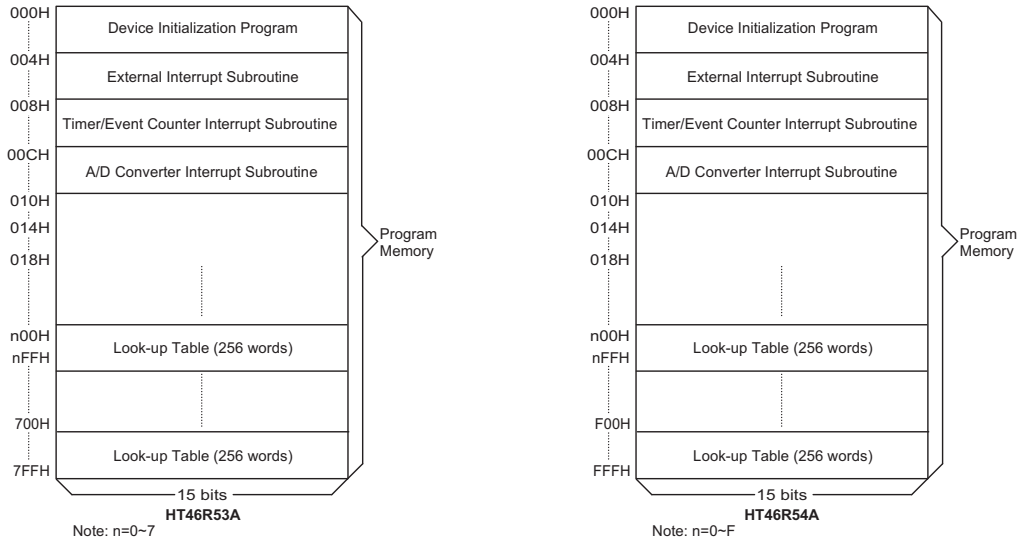 000H
Device Initialization Program
004H
External Interrupt Subroutine
008H
Timer/Event Counter Interrupt Subroutine
00CH
A/D Converter Interrupt Subroutine
010H
014H
018H
Program
Memory
n00H
Look-up Table (256 words)
nFFH
700H
Look-up Table (256 words)
7FFH
15 bits
HT46R53A
Note: n=0~7
000H
Device Initialization Program
004H
External Interrupt Subroutine
008H
Timer/Event Counter Interrupt Subroutine
00CH
A/D Converter Interrupt Subroutine
010H
014H
018H
Program
Memory
n00H
Look-up Table (256 words)
nFFH
F00H
Look-up Table (256 words)
FFFH
15 bits
HT46R54A
Note: n=0~F